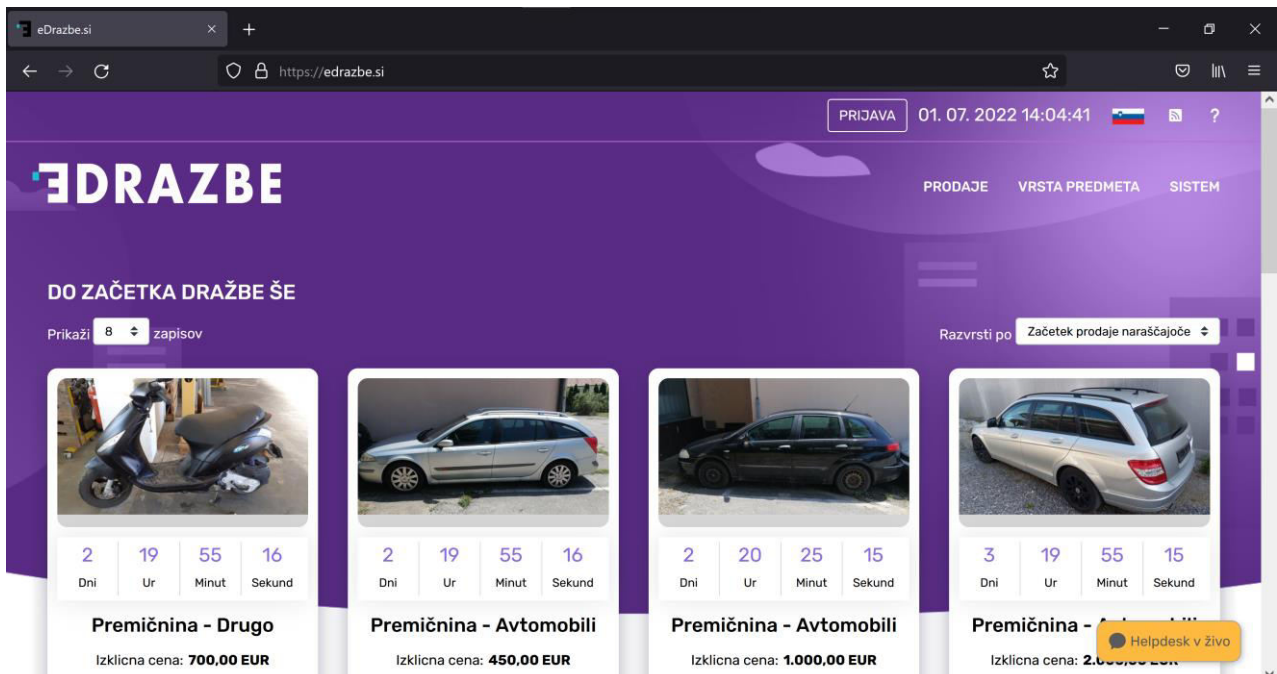 eDrazbe.si
https://edrazbe.si
PRIJAVA 01. 07. 2022 14:04:41 ?
EDRAZBE
PRODAJE VRSTA PREDMETA SISTEM
DO ZAČETKA DRAŽBE ŠE
Prikaži 8 zapisov
Razvrsti po Začetek prodaje naraščajoče
2 19 55 16
Dni Ur Minut Sekund
Premičnina - Drugo
Izklicna cena: 700,00 EUR
2 19 55 16
Dni Ur Minut Sekund
Premičnina - Avtomobili
Izklicna cena: 450,00 EUR
2 20 25 15
Dni Ur Minut Sekund
Premičnina - Avtomobili
Izklicna cena: 1.000,00 EUR
3 19 55 15
Dni Ur Minut Sekund
Premičnina -
Izklicna cena:
Helpdesk v živo